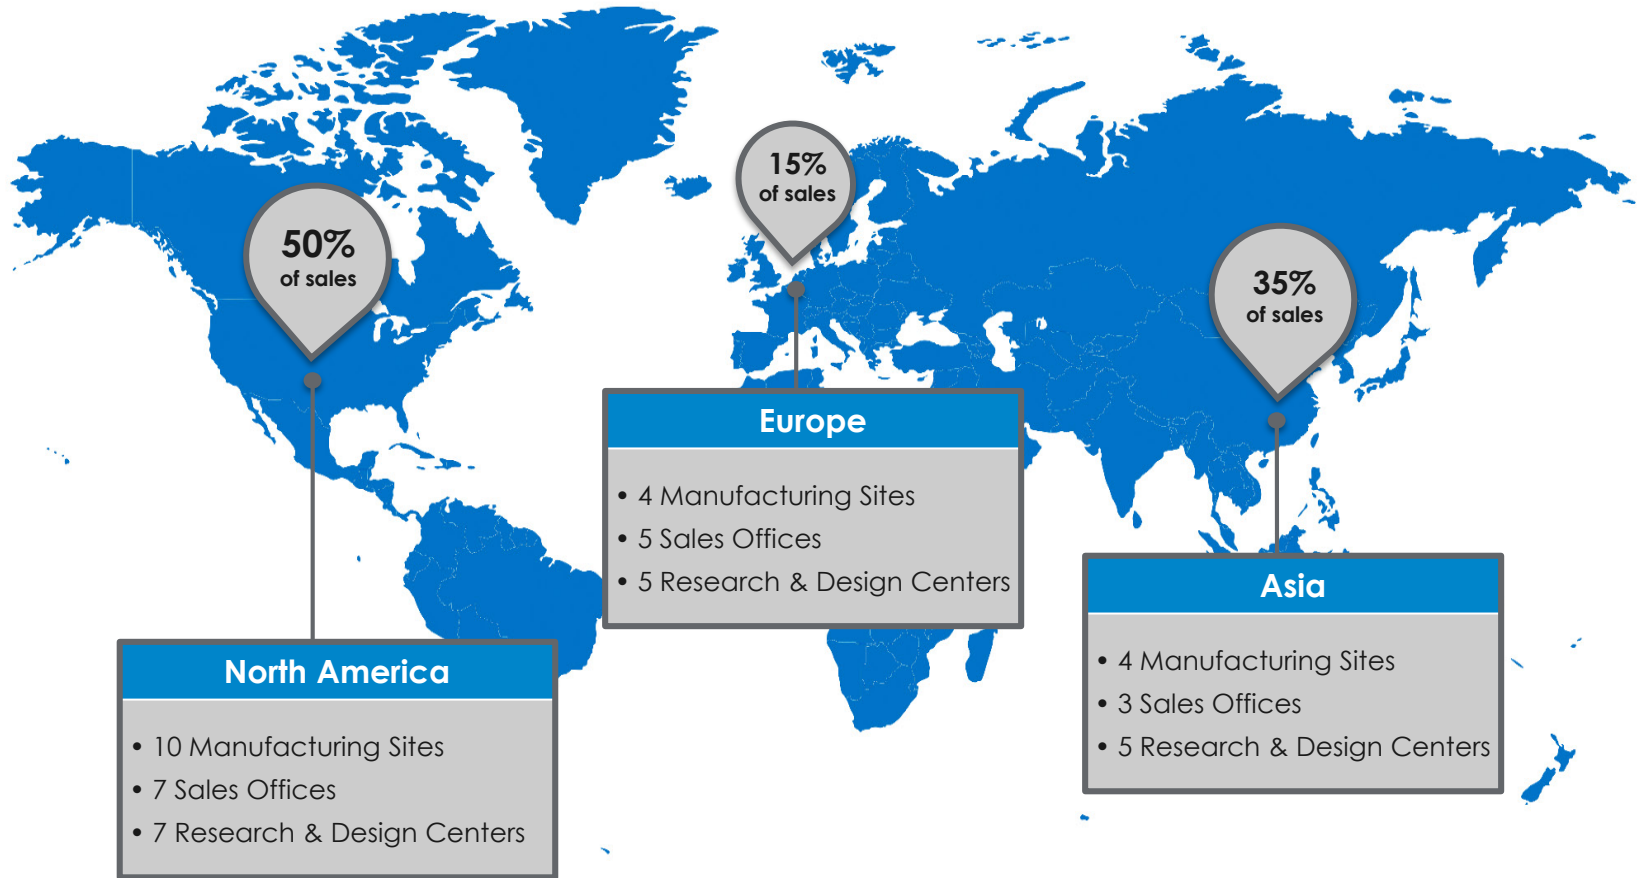 50%
of sales
15%
of sales
35%
of sales
North America
• 10 Manufacturing Sites
• 7 Sales Offices
• 7 Research & Design Centers
Europe
• 4 Manufacturing Sites
• 5 Sales Offices
• 5 Research & Design Centers
Asia
• 4 Manufacturing Sites
• 3 Sales Offices
• 5 Research & Design Centers